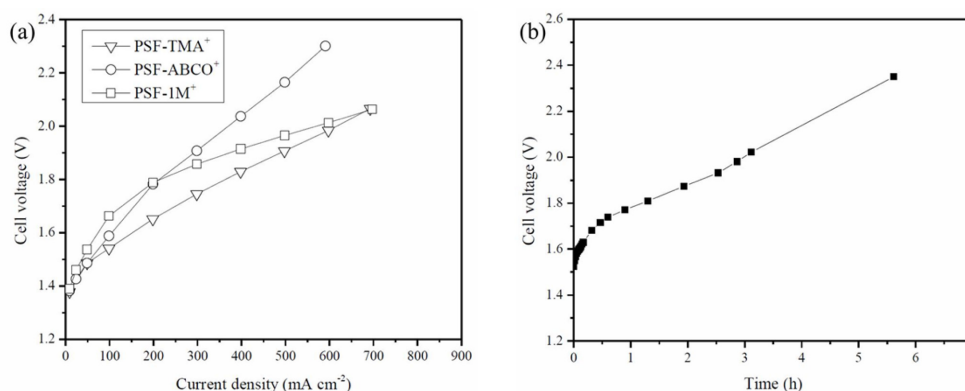 (a)
PSF-TMA+
PSF-ABCO+
PSF-1M+
Cell voltage (V)
2.4
2.2
2.0
1.8
1.6
1.4
1.2
0 100 200 300 400 500 600 700 800 900
Current density (mA cm-2)
(b)
Cell voltage (V)
2.6
2.4
2.2
2.0
1.8
1.6
1.4
1.2
0 1 2 3 4 5 6
Time (h)